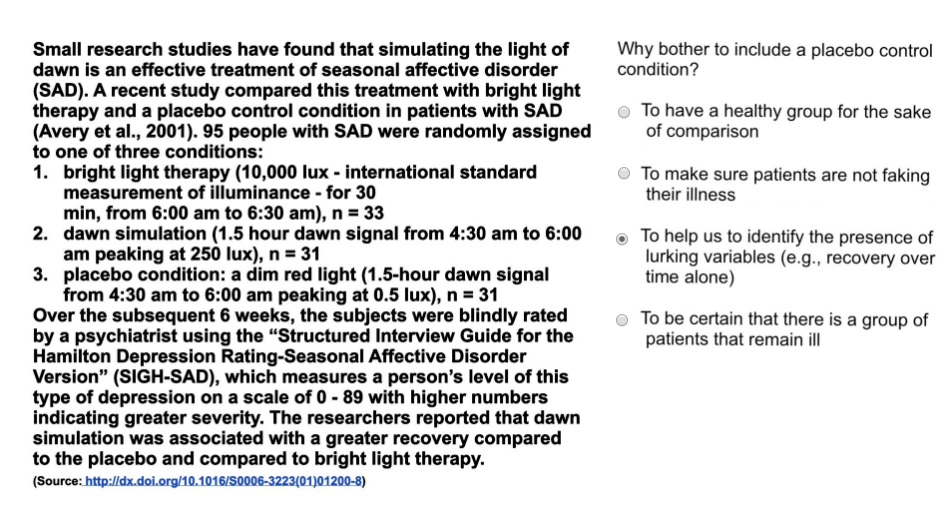 Small research studies have found that simulating the light of
dawn is an effective treatment of seasonal affective disorder
(SAD). A recent study compared this treatment with bright light
therapy and a placebo control condition in patients with SAD
(Avery et al., 2001). 95 people with SAD were randomly assigned
to one of three conditions:
1. bright light therapy (10,000 lux - international standard
measurement of illuminance - for 30
min, from 6:00 am to 6:30 am), n = 33
2. dawn simulation (1.5 hour dawn signal from 4:30 am to 6:00
am peaking at 250 lux), n = 31
3. placebo condition: a dim red light (1.5-hour dawn signal
from 4:30 am to 6:00 am peaking at 0.5 lux), n = 31
Over the subsequent 6 weeks, the subjects were blindly rated
by a psychiatrist using the “Structured Interview Guide for the
Hamilton Depression Rating-Seasonal Affective Disorder
Version” (SIGH-SAD), which measures a person’s level of this
type of depression on a scale of 0 - 89 with higher numbers
indicating greater severity. The researchers reported that dawn
simulation was associated with a greater recovery compared
to the placebo and compared to bright light therapy.
(Source: http://dx.doi.org/10.1016/S0006-3223(01)01200-8)
Why bother to include a placebo control
condition?
To have a healthy group for the sake
of comparison
To make sure patients are not faking
their illness
To help us to identify the presence of
lurking variables (e.g., recovery over
time alone)
To be certain that there is a group of
patients that remain ill